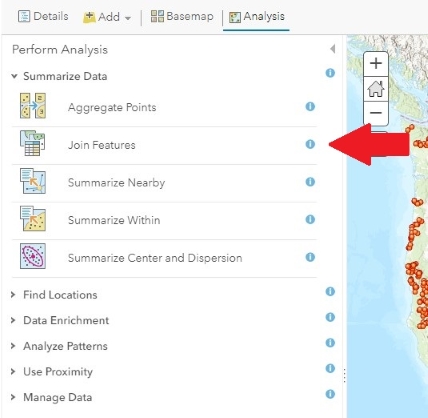 Details Add Basemap Analysis
Perform Analysis
Summarize Data
Aggregate Points
Join Features
Summarize Nearby
Summarize Within
Summarize Center and Dispersion
Find Locations
Data Enrichment
Analyze Patterns
Use Proximity
Manage Data